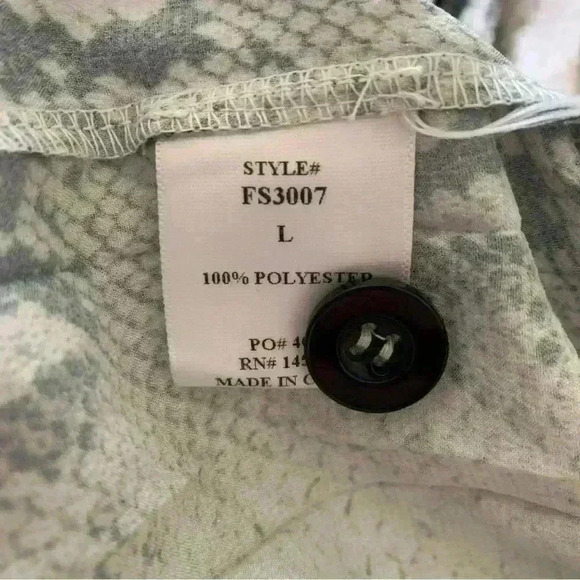 STYLE#
FS3007
L
100% POLYESTER
PO# 4
RN# 145
MADE IN C